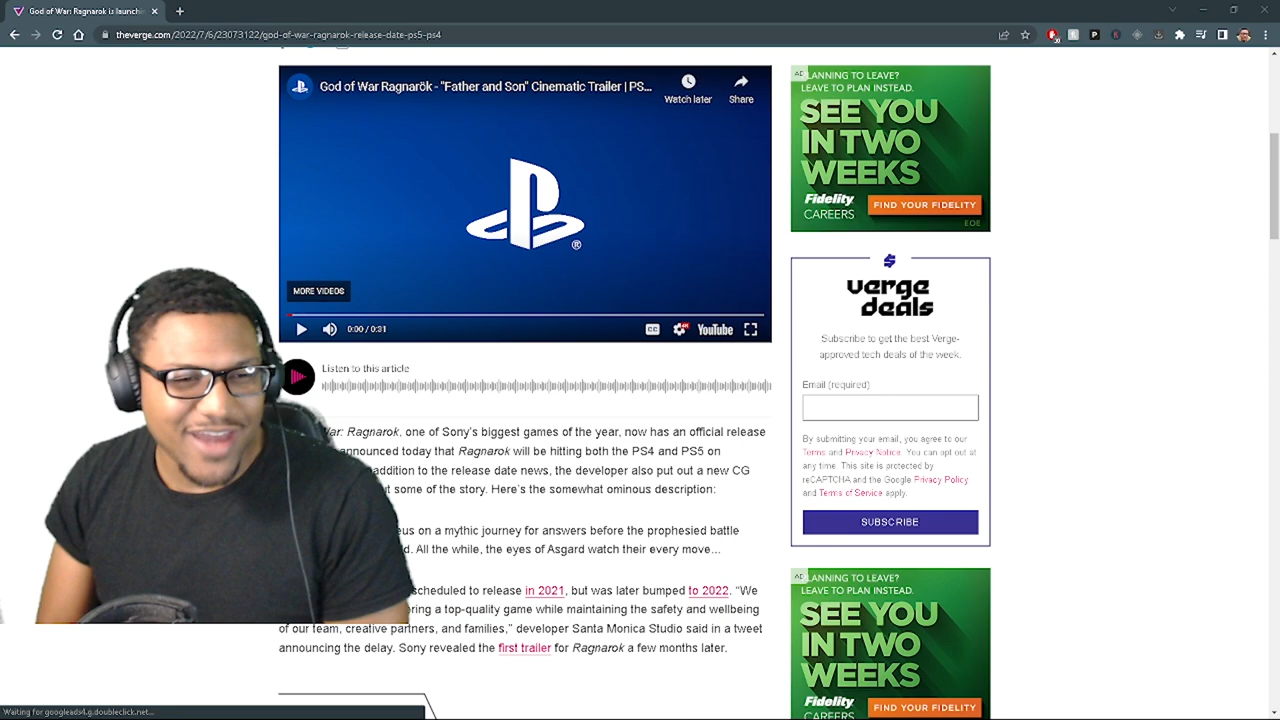 God of War: Ragnarok is launchi
theverge.com/2022/7/6/23073122/god-of-war-ragnarok-release-date-ps5-ps4
God of War Ragnarök - "Father and Son" Cinematic Trailer | PS...
Watch later
Share
®
MORE VIDEOS
0:00 / 0:31
CC
YouTube
Listen to this article
War: Ragnarok, one of Sony's biggest games of the year, now has an official release
announced today that Ragnarok will be hitting both the PS4 and PS5 on
addition to the release date news, the developer also put out a new CG
some of the story. Here's the somewhat ominous description:
on a mythic journey for answers before the prophesied battle
All the while, the eyes of Asgard watch their every move...
scheduled to release in 2021, but was later bumped to 2022. “We
a top-quality game while maintaining the safety and wellbeing
of our team, creative partners, and families,” developer Santa Monica Studio said in a tweet
announcing the delay. Sony revealed the first trailer for Ragnarok a few months later.
AD
PLANNING TO LEAVE?
LEAVE TO PLAN INSTEAD.
SEE YOU
IN TWO
WEEKS
Fidelity
CAREERS
FIND YOUR FIDELITY
EOE
verge
deals
Subscribe to get the best Verge-
approved tech deals of the week.
Email (required)
By submitting your email, you agree to our
Terms and Privacy Notice. You can opt out at
any time. This site is protected by
reCAPTCHA and the Google Privacy Policy
and Terms of Service apply.
SUBSCRIBE
AD
PLANNING TO LEAVE?
LEAVE TO PLAN INSTEAD.
SEE YOU
IN TWO
WEEKS
Fidelity
CAREERS
FIND YOUR FIDELITY
Waiting for googleads4.g.doubleclick.net...